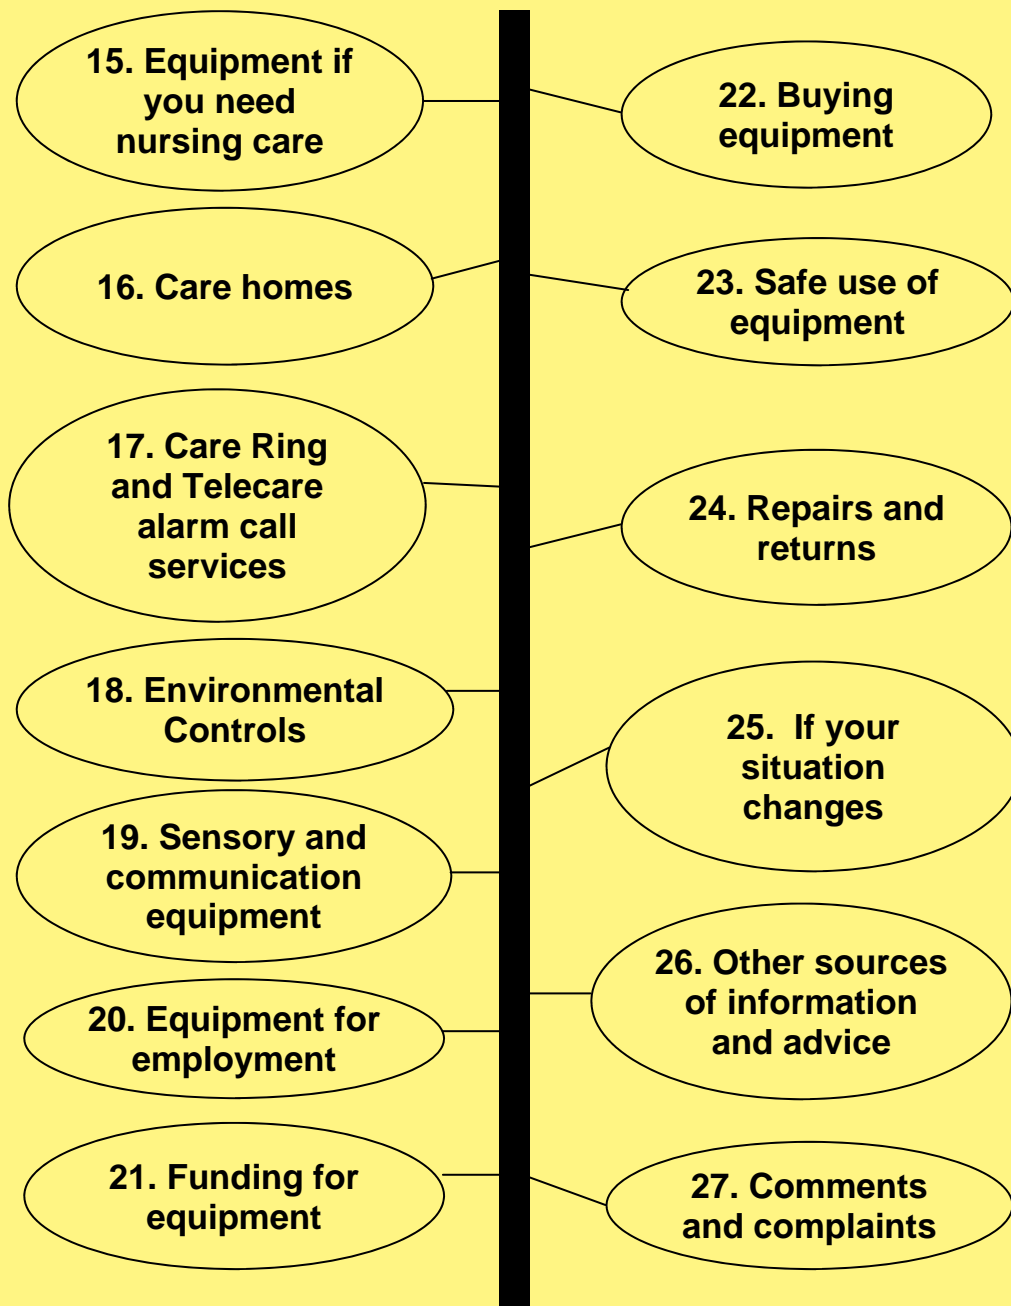 15. Equipment if
you need
nursing care
16. Care homes
17. Care Ring
and Telecare
alarm call
services
18. Environmental
Controls
19. Sensory and
communication
equipment
20. Equipment for
employment
21. Funding for
equipment
22. Buying
equipment
23. Safe use of
equipment
24. Repairs and
returns
25.  If your
situation
changes
26. Other sources
of information
and advice
27. Comments
and complaints